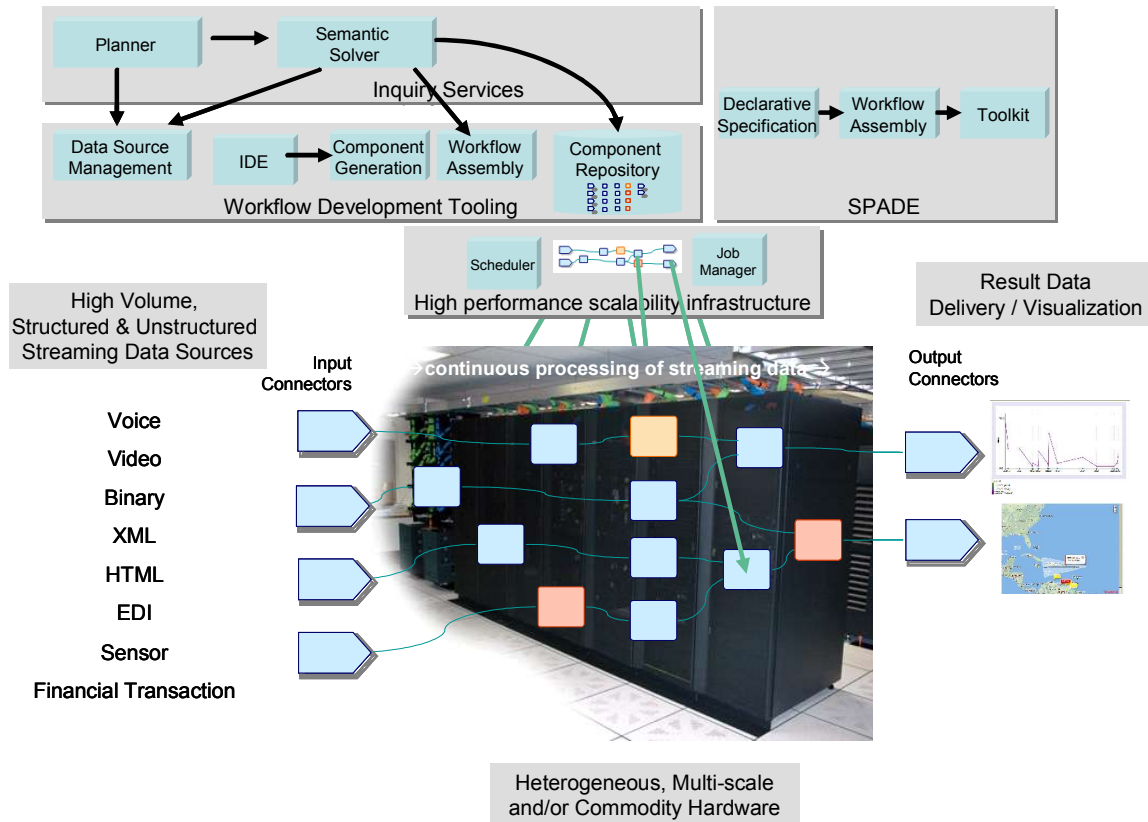 Planner
Semantic
Solver
Inquiry Services
Data Source
Management
IDE
Component
Generation
Workflow
Assembly
Component
Repository
Workflow Development Tooling
Declarative
Specification
Workflow
Assembly
Toolkit
SPADE
Scheduler
Job
Manager
High performance scalability infrastructure
High Volume,
Structured & Unstructured
Streaming Data Sources
Result Data
Delivery / Visualization
Input
Connectors
→continuous processing of streaming data→
Output
Connectors
Voice
Video
Binary
XML
HTML
EDI
Sensor
Financial Transaction
Heterogeneous, Multi-scale
and/or Commodity Hardware